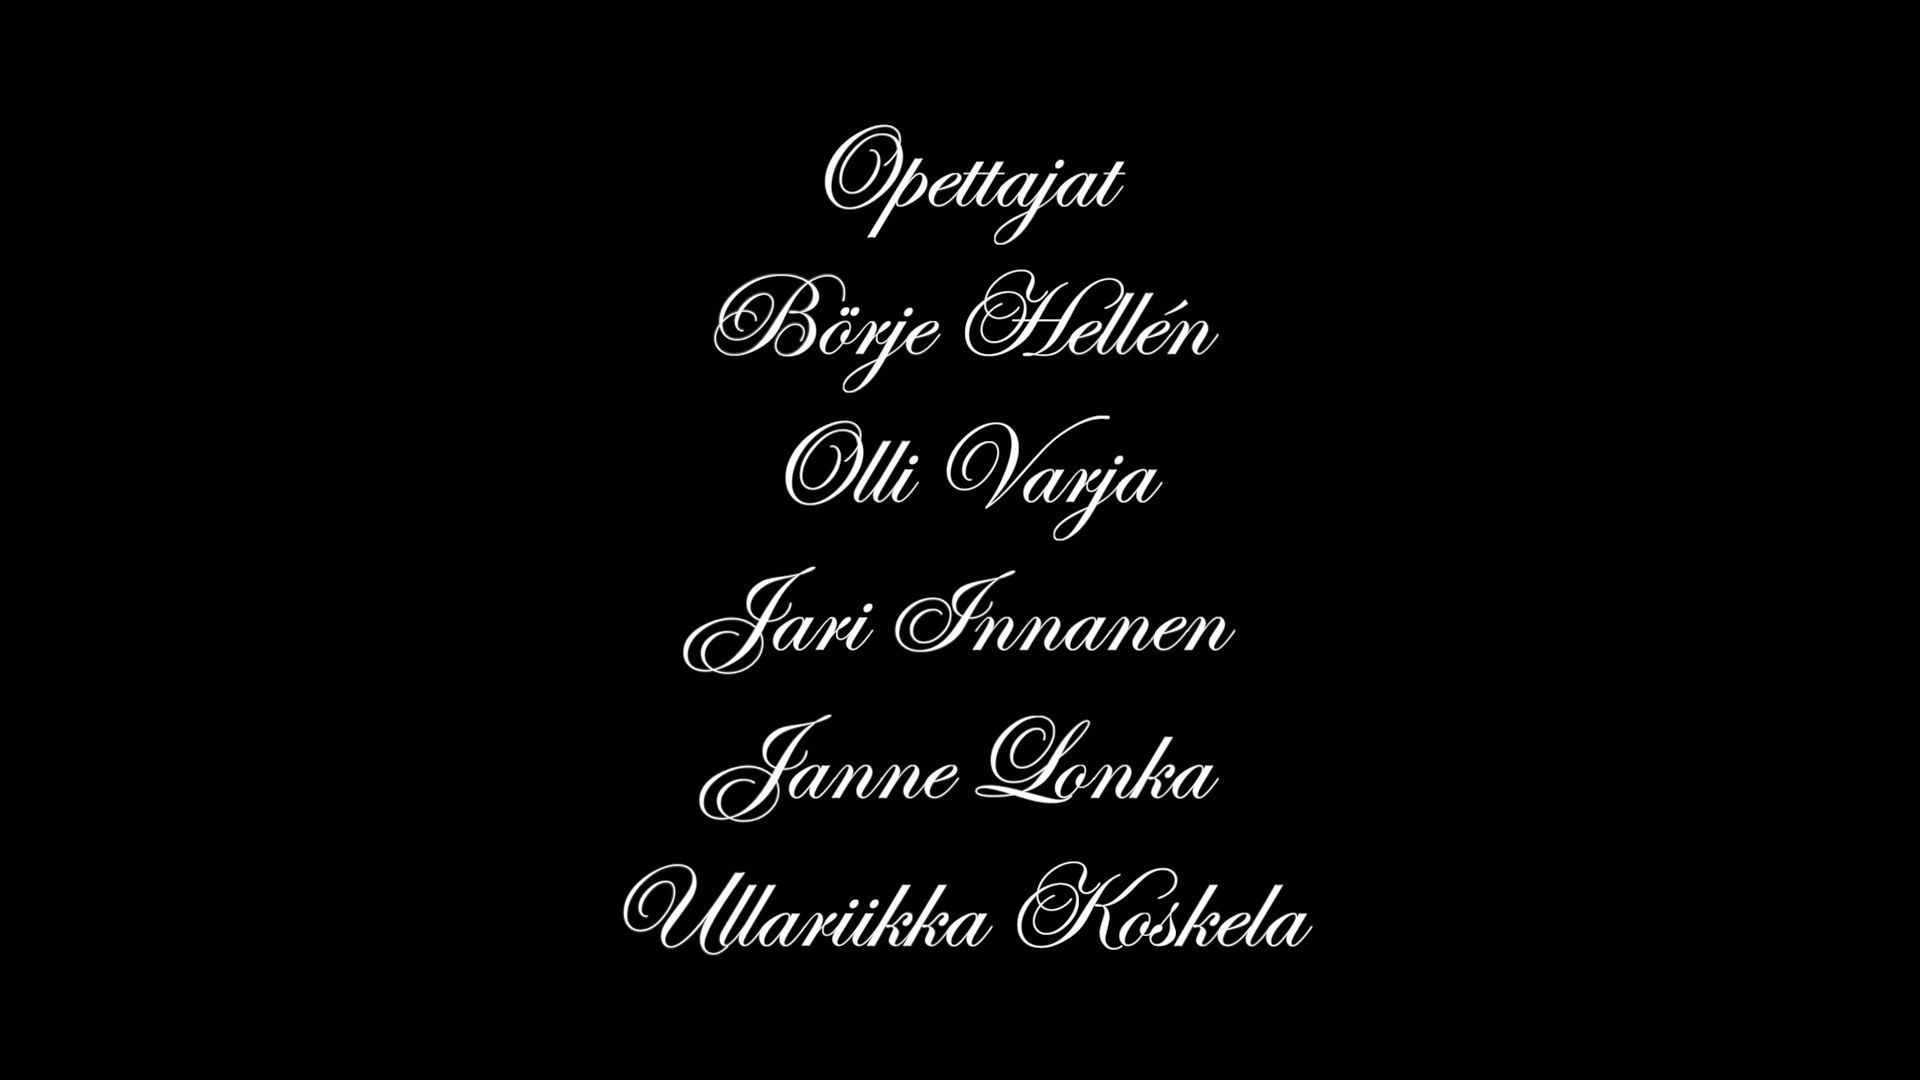 Opettajat
Börje Hellén
Olli Varja
Jari Innanen
Janne Lonka
Ullariikka Koskela